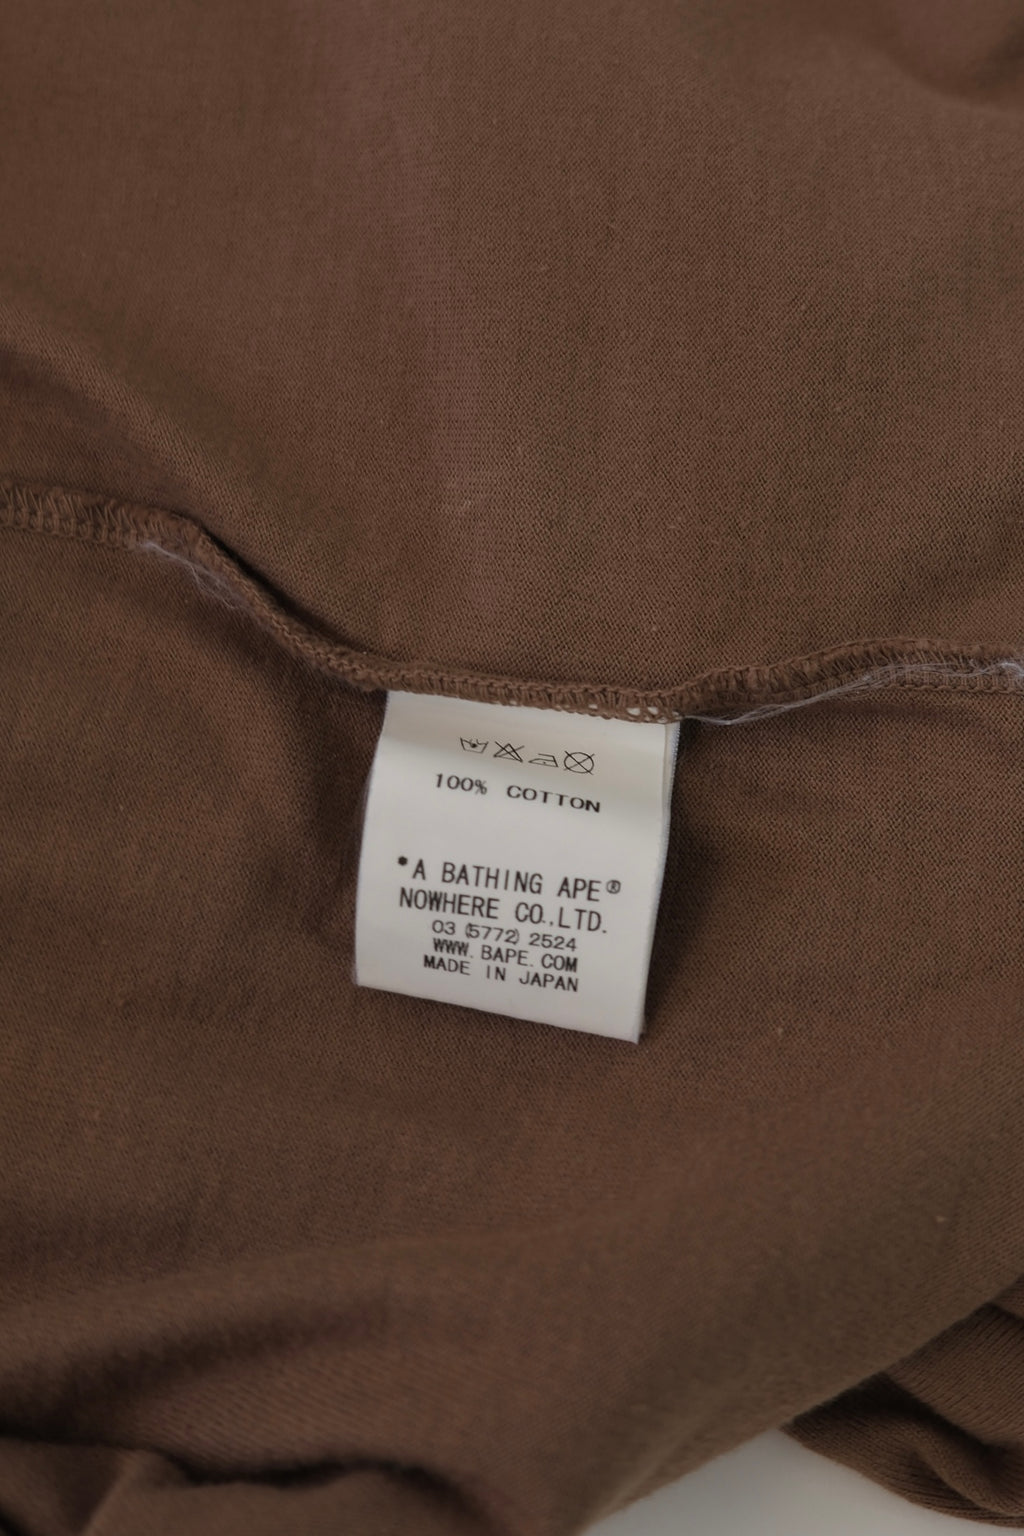 100% COTTON
*A BATHING APE®
NOWHERE CO.,LTD.
03 (5772) 2524
WWW. BAPE. COM
MADE IN JAPAN